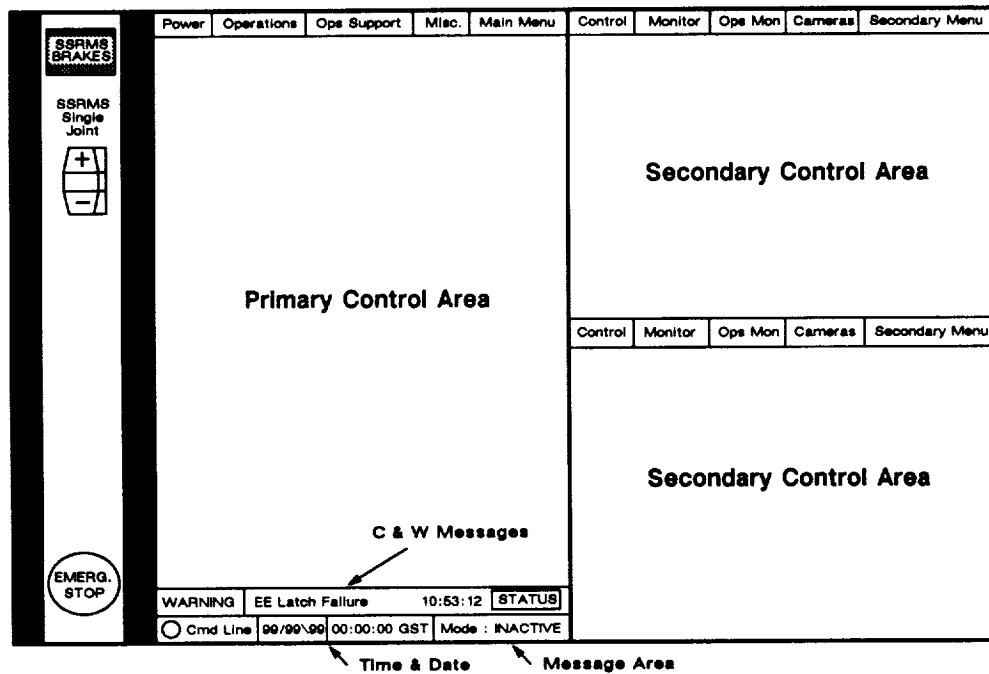 SSRMS
BRAKES
SSRMS
Single
Joint
+
-
EMERG.
STOP
Power Operations Ops Support Misc. Main Menu
Primary Control Area
C & W Messages
WARNING EE Latch Failure 10:53:12 STATUS
Cmd Line 99/99\99 00:00:00 GST Mode : INACTIVE
Time & Date
Message Area
Control Monitor Ops Mon Cameras Secondary Menu
Secondary Control Area
Control Monitor Ops Mon Cameras Secondary Menu
Secondary Control Area